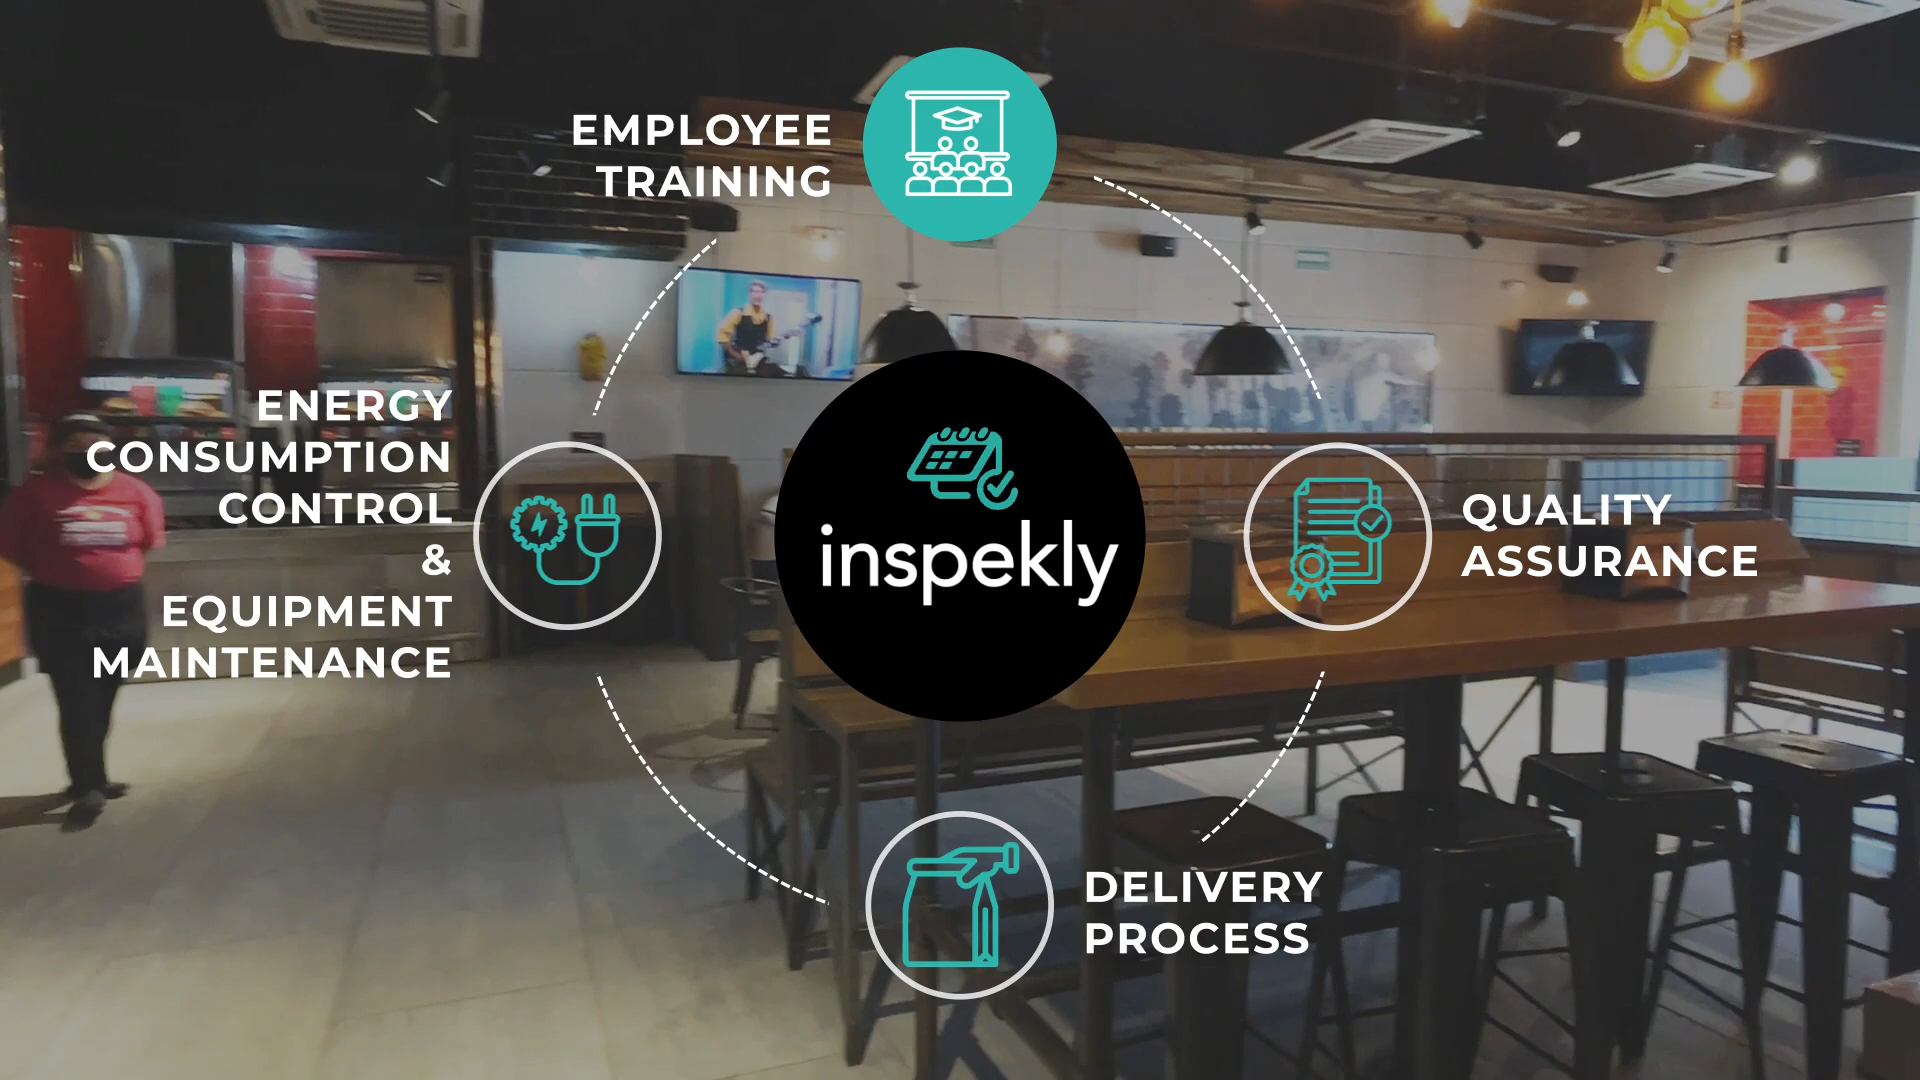 EMPLOYEE
TRAINING
ENERGY
CONSUMPTION
CONTROL
&
EQUIPMENT
MAINTENANCE
inspekly
QUALITY
ASSURANCE
DELIVERY
PROCESS